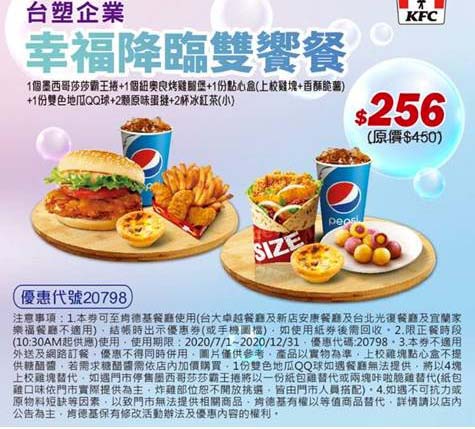 台塑企業
KFC
幸福降臨雙饗餐
1個墨西哥莎莎霸王捲+1個紐奧良烤雞腿堡+1份點心盒(上校雞塊+香酥脆薯)
+1份雙色地瓜QQ球+2顆原味蛋撻+2杯冰紅茶(小)
$256
(原價$450)
pepsi
SIZE
優惠代號20798
注意事項：1.本券可至肯德基餐廳使用(台大卓越餐廳及新店安康餐廳及台北光復餐廳及宜蘭家
樂福餐廳不適用)，結帳時出示優惠券(或手機圖檔)，如使用紙券後需回收。2.限正餐時段
(10:30AM起供應)使用，使用期限：2020/7/1~2020/12/31，優惠代號:20798。3.本券不適用
外送及網路訂餐，優惠不得同時併用，圖片僅供參考，產品以實物為準，上校雞塊點心盒不提
供糖醋醬，若需求糖醋醬需依店內加價購買，1份雙色地瓜QQ球如遇餐廳無法提供，將以4塊
上校雞塊替代，如遇門市停售墨西哥莎莎霸王捲將以一份紙包雞替代或兩塊咔啦脆雞替代(紙包
雞口味依門市實際提供為主，炸雞部位恕不開放挑選，皆由門市人員搭配)。4.如遇不可抗力或
原物料短缺等因素，以致門市無法提供相關商品，肯德基有權以等值商品替代，詳情請以店內
公告為主，肯德基保有修改活動辦法及優惠內容的權利。